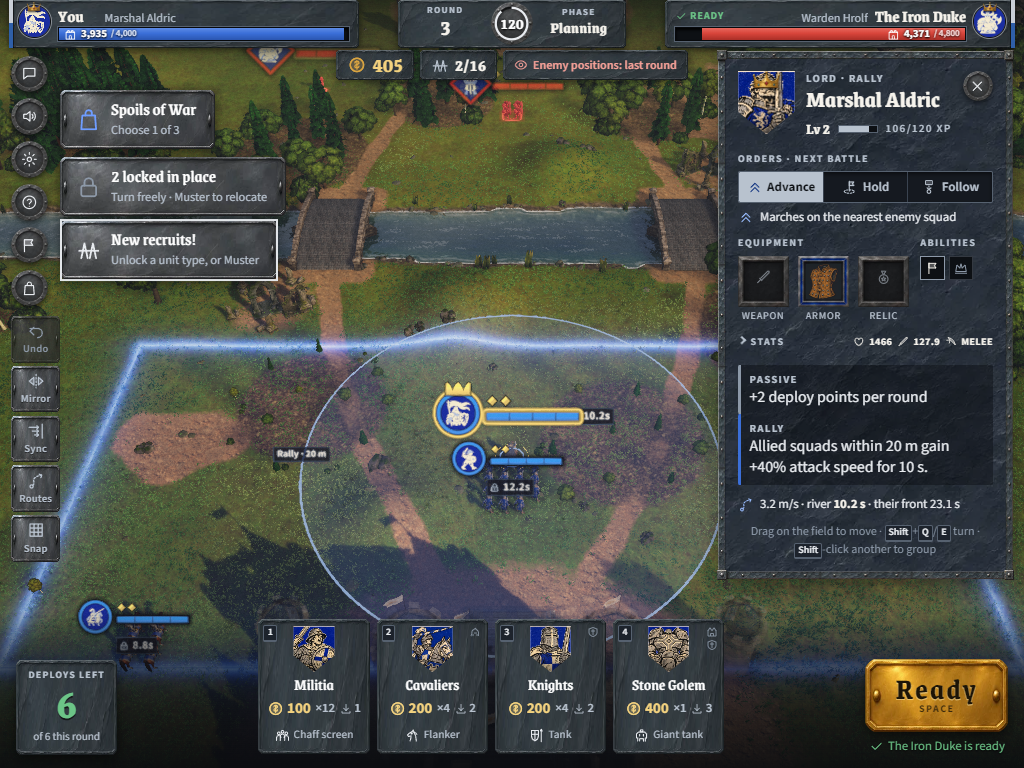 You
Marshal Aldric
3,935 / 4,000
ROUND
3
120
PHASE
Planning
READY
Warden Hrolf The Iron Duke
4,371 / 4,800
405
2/16
Enemy positions: last round
Spoils of War
Choose 1 of 3
2 locked in place
Turn freely · Muster to relocate
New recruits!
Unlock a unit type, or Muster
Undo
Mirror
Sync
Routes
Snap
LORD · RALLY
Marshal Aldric
Lv 2
106/120 XP
ORDERS · NEXT BATTLE
Advance
Hold
Follow
Marches on the nearest enemy squad
EQUIPMENT
ABILITIES
WEAPON
ARMOR
RELIC
STATS
1466
127.9
MELEE
PASSIVE
+2 deploy points per round
RALLY
Allied squads within 20 m gain
+40% attack speed for 10 s.
3.2 m/s · river 10.2 s · their front 23.1 s
Drag on the field to move · Shift + Q / E turn ·
Shift-click another to group
10.2s
Rally · 20 m
12.2s
8.8s
DEPLOYS LEFT
6
of 6 this round
1
Militia
100 ×12 1
Chaff screen
2
Cavaliers
200 ×4 2
Flanker
3
Knights
200 ×4 2
Tank
4
Stone Golem
400 ×1 3
Giant tank
Ready
SPACE
The Iron Duke is ready